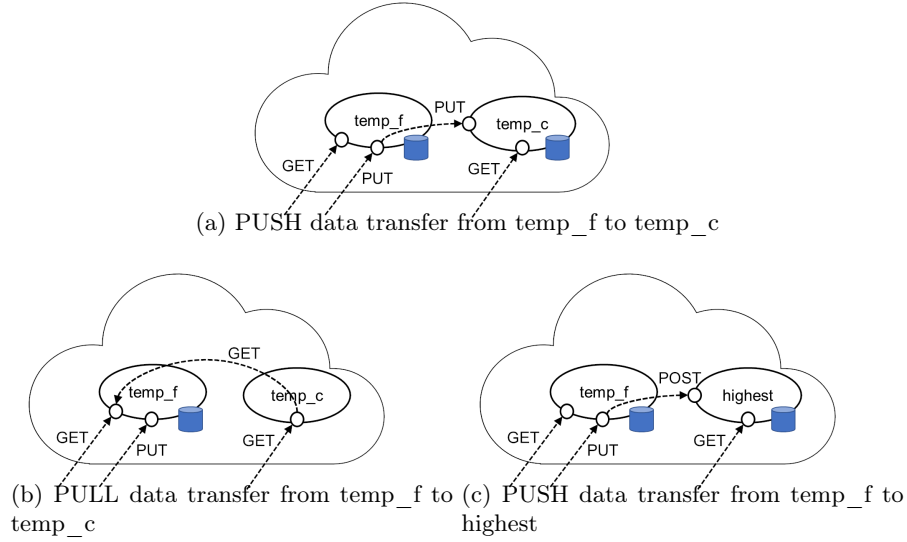 PUT
temp_f
temp_c
GET
PUT
GET
(a) PUSH data transfer from temp_f to temp_c
GET
temp_f
temp_c
GET
PUT
GET
(b) PULL data transfer from temp_f to
temp_c
POST
temp_f
highest
GET
PUT
GET
(c) PUSH data transfer from temp_f to
highest